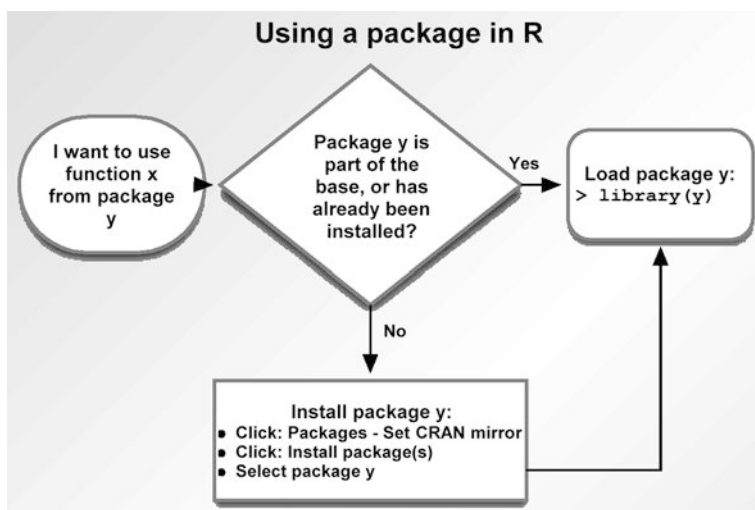 Using a package in R
I want to use
function x
from package
y
Package y is
part of the
base, or has
already been
installed?
Yes
Load package y:
> library(y)
No
Install package y:
• Click: Packages - Set CRAN mirror
• Click: Install package(s)
• Select package y